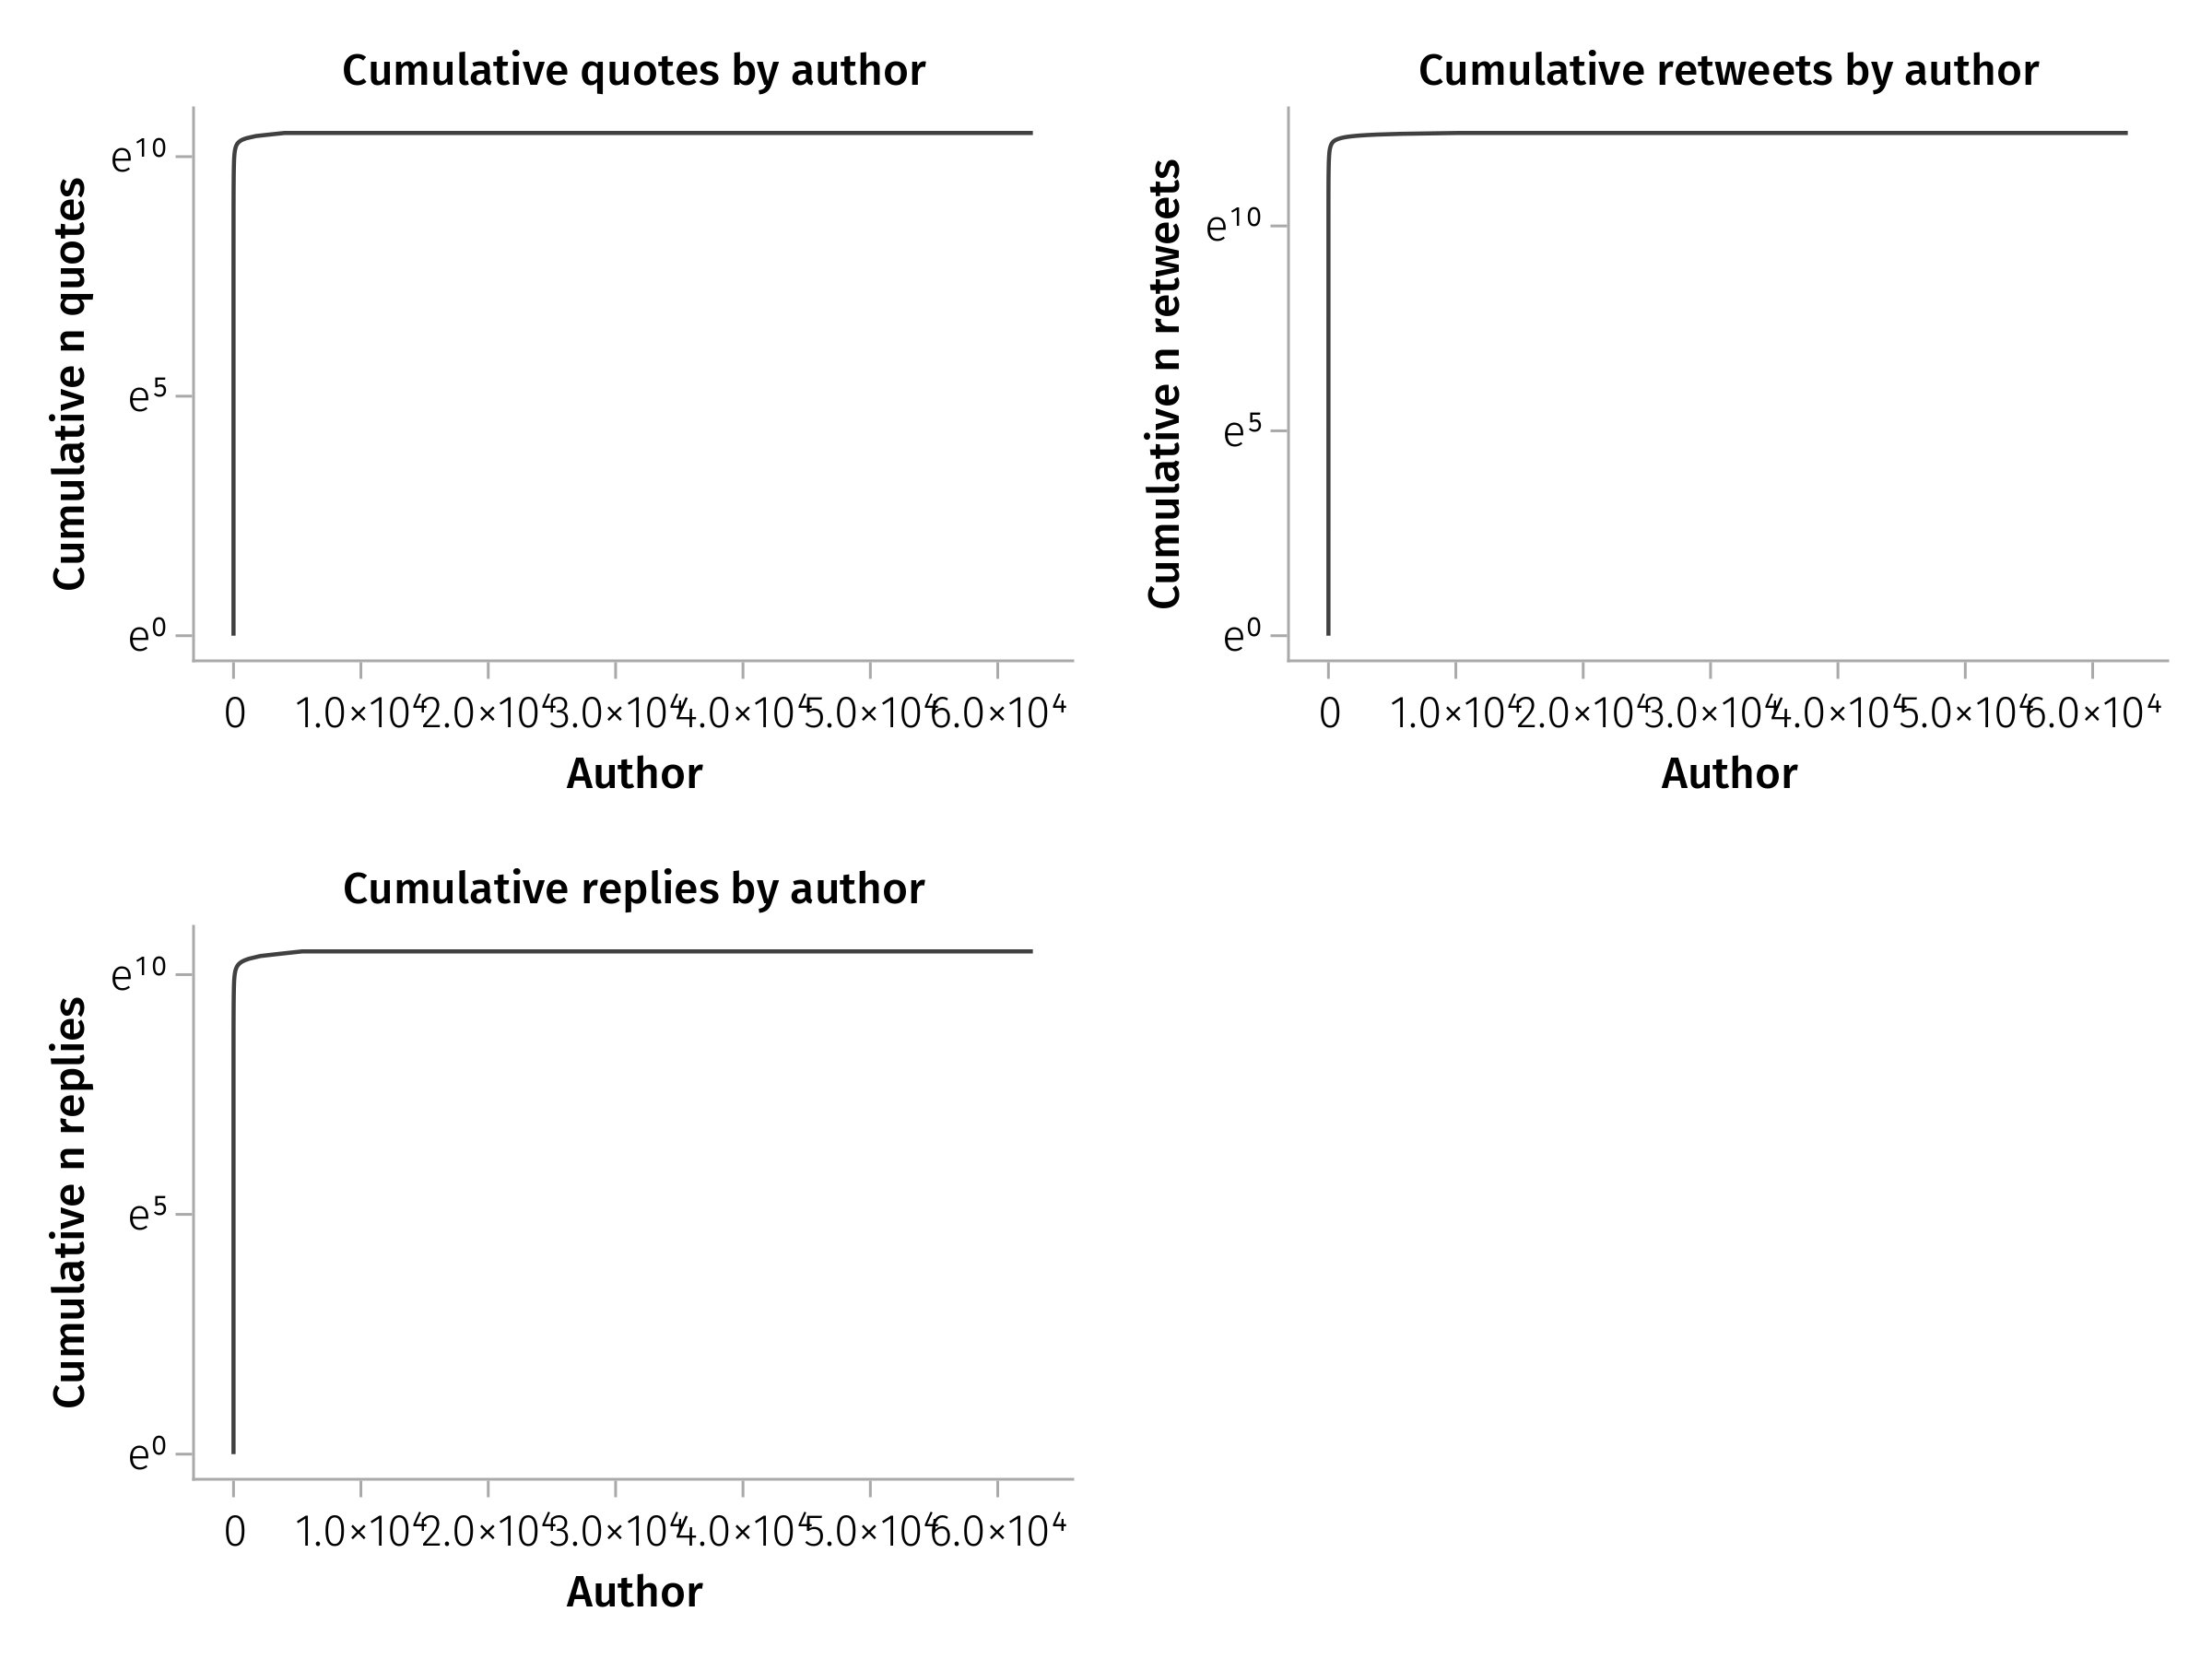 Cumulative quotes by author
Cumulative n quotes
e¹⁰
e⁵
e⁰
0 1.0×10⁴ 2.0×10⁴ 3.0×10⁴ 4.0×10⁴ 5.0×10⁴ 6.0×10⁴
Author
Cumulative retweets by author
Cumulative n retweets
e¹⁰
e⁵
e⁰
0 1.0×10⁴ 2.0×10⁴ 3.0×10⁴ 4.0×10⁴ 5.0×10⁴ 6.0×10⁴
Author
Cumulative replies by author
Cumulative n replies
e¹⁰
e⁵
e⁰
0 1.0×10⁴ 2.0×10⁴ 3.0×10⁴ 4.0×10⁴ 5.0×10⁴ 6.0×10⁴
Author